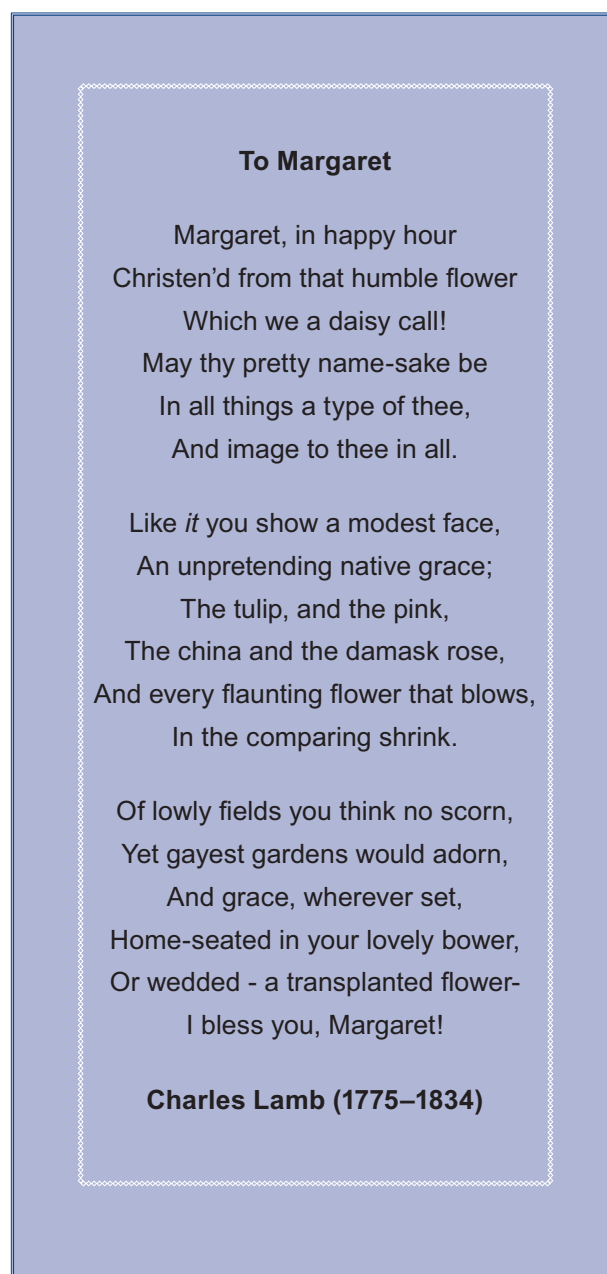 To Margaret
Margaret, in happy hour
Christen’d from that humble flower
Which we a daisy call!
May thy pretty name-sake be
In all things a type of thee,
And image to thee in all.
Like it you show a modest face,
An unpretending native grace;
The tulip, and the pink,
The china and the damask rose,
And every flaunting flower that blows,
In the comparing shrink.
Of lowly fields you think no scorn,
Yet gayest gardens would adorn,
And grace, wherever set,
Home-seated in your lovely bower,
Or wedded - a transplanted flower-
I bless you, Margaret!
Charles Lamb (1775–1834)